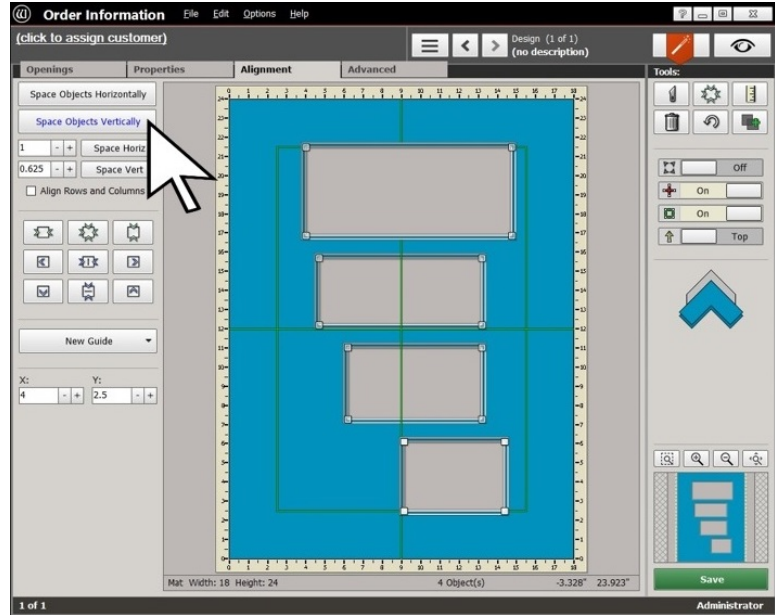 Order Information File Edit Options Help
(click to assign customer)
Design (1 of 1)
(no description)
Openings Properties Alignment Advanced
Tools:
Space Objects Horizontally
Space Objects Vertically
1 - + Space Horiz
0.625 - + Space Vert
Align Rows and Columns
Off
On
On
Top
New Guide
X: Y:
4 - + 2.5 - +
Mat Width: 18 Height: 24 4 Object(s) -3.328" 23.923"
Save
1 of 1 Administrator